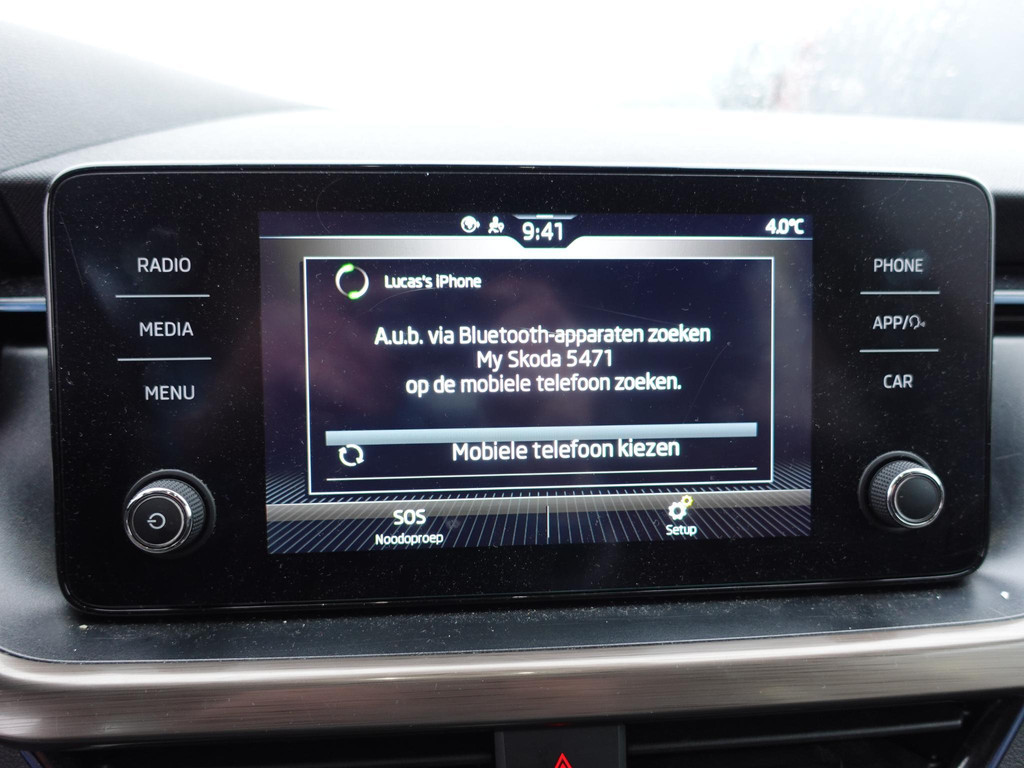 9:41
4.0°C
RADIO
MEDIA
MENU
Lucas's iPhone
A.u.b. via Bluetooth-apparaten zoeken
My Skoda 5471
op de mobiele telefoon zoeken.
Mobiele telefoon kiezen
SOS
Noodoproep
Setup
PHONE
APP/
CAR